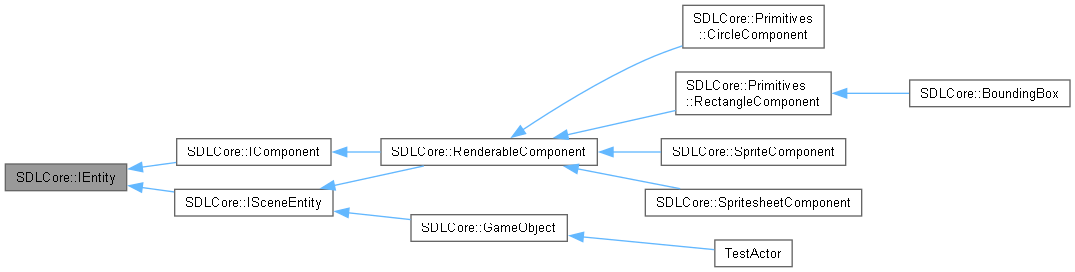 SDLCore::Primitives
::CircleComponent
SDLCore::Primitives
::RectangleComponent
SDLCore::BoundingBox
SDLCore::IComponent
SDLCore::RenderableComponent
SDLCore::SpriteComponent
SDLCore::IEntity
SDLCore::ISceneEntity
SDLCore::SpritesheetComponent
SDLCore::GameObject
TestActor